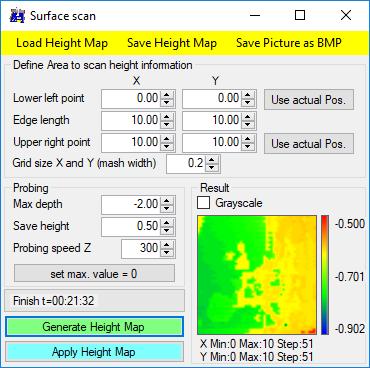 Surface scan
Load Height Map Save Height Map Save Picture as BMP
Define Area to scan height information
X Y
Lower left point 0.00 0.00 Use actual Pos.
Edge length 10.00 10.00
Upper right point 10.00 10.00 Use actual Pos.
Grid size X and Y (mash width) 0.2
Probing
Max depth -2.00
Save height 0.50
Probing speed Z 300
set max. value = 0
Finish t=00:21:32
Generate Height Map
Apply Height Map
Result
Grayscale
-0.500
-0.701
-0.902
X Min:0 Max:10 Step:51
Y Min:0 Max:10 Step:51